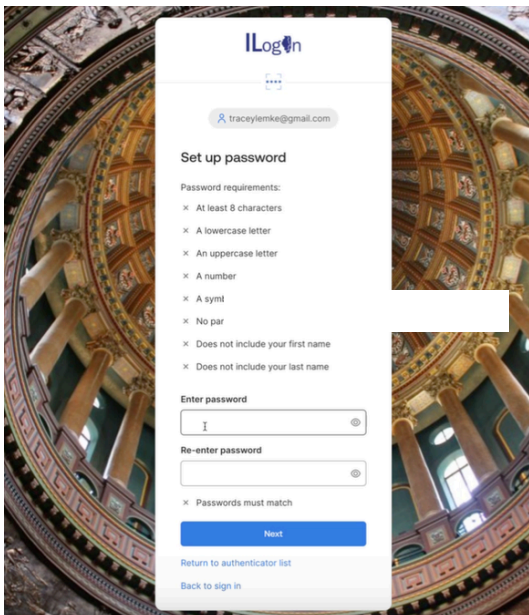 ILogIn
traceylemke@gmail.com
Set up password
Password requirements:
× At least 8 characters
× A lowercase letter
× An uppercase letter
× A number
× A
× No
× Does not include your first name
× Does not include your last name
Enter password
Re-enter password
× Passwords must match
Next
Return to authenticator list
Back to sign in